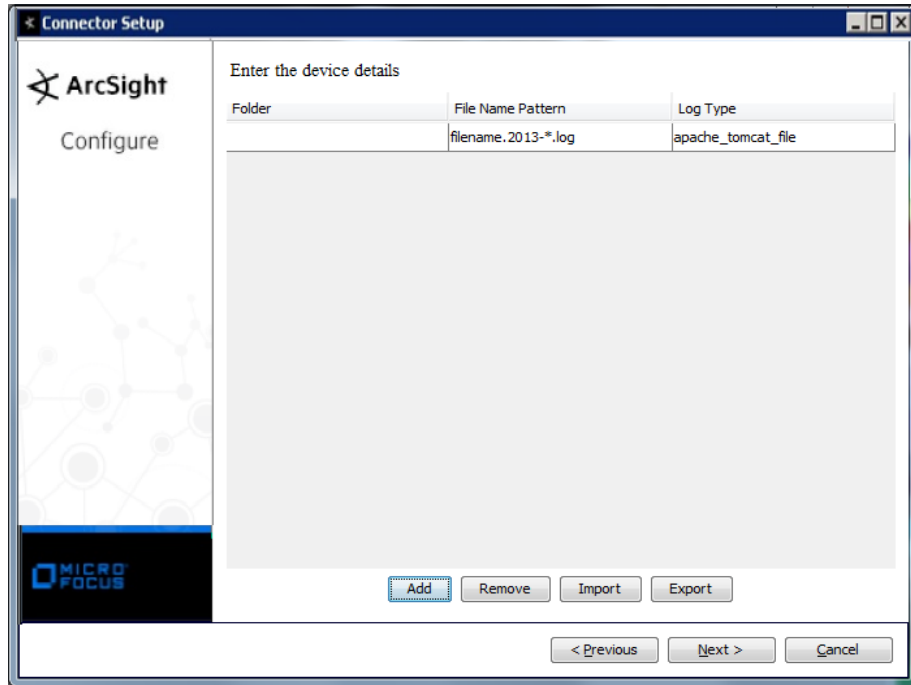 Connector Setup
ArcSight
Configure
Enter the device details
Folder File Name Pattern Log Type
filename.2013-*.log apache_tomcat_file
Add Remove Import Export
MICRO
FOCUS
< Previous Next > Cancel